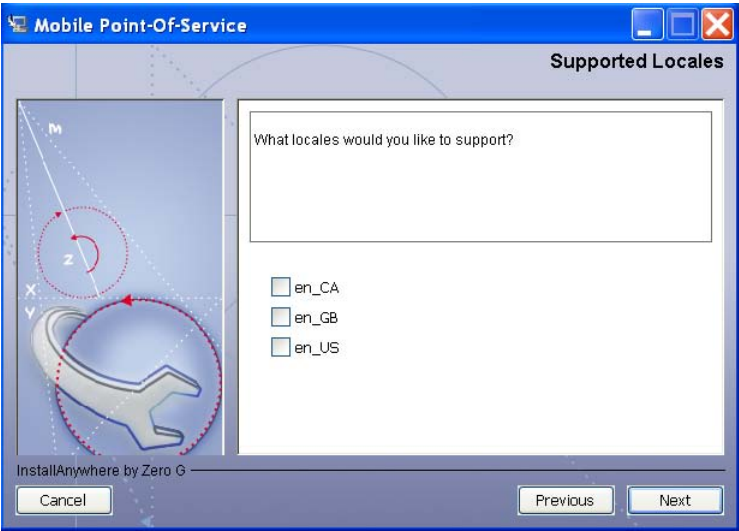 Mobile Point-Of-Service
Supported Locales
M
Z
X
Y
What locales would you like to support?
en_CA
en_GB
en_US
InstallAnywhere by Zero G
Cancel
Previous
Next